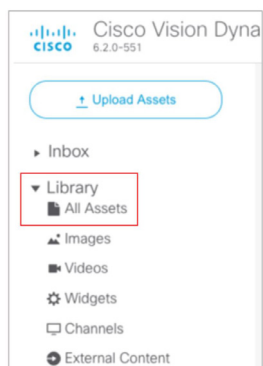 CISCO
Cisco Vision Dyna
6.2.0-551
Upload Assets
Inbox
Library
All Assets
Images
Videos
Widgets
Channels
External Content